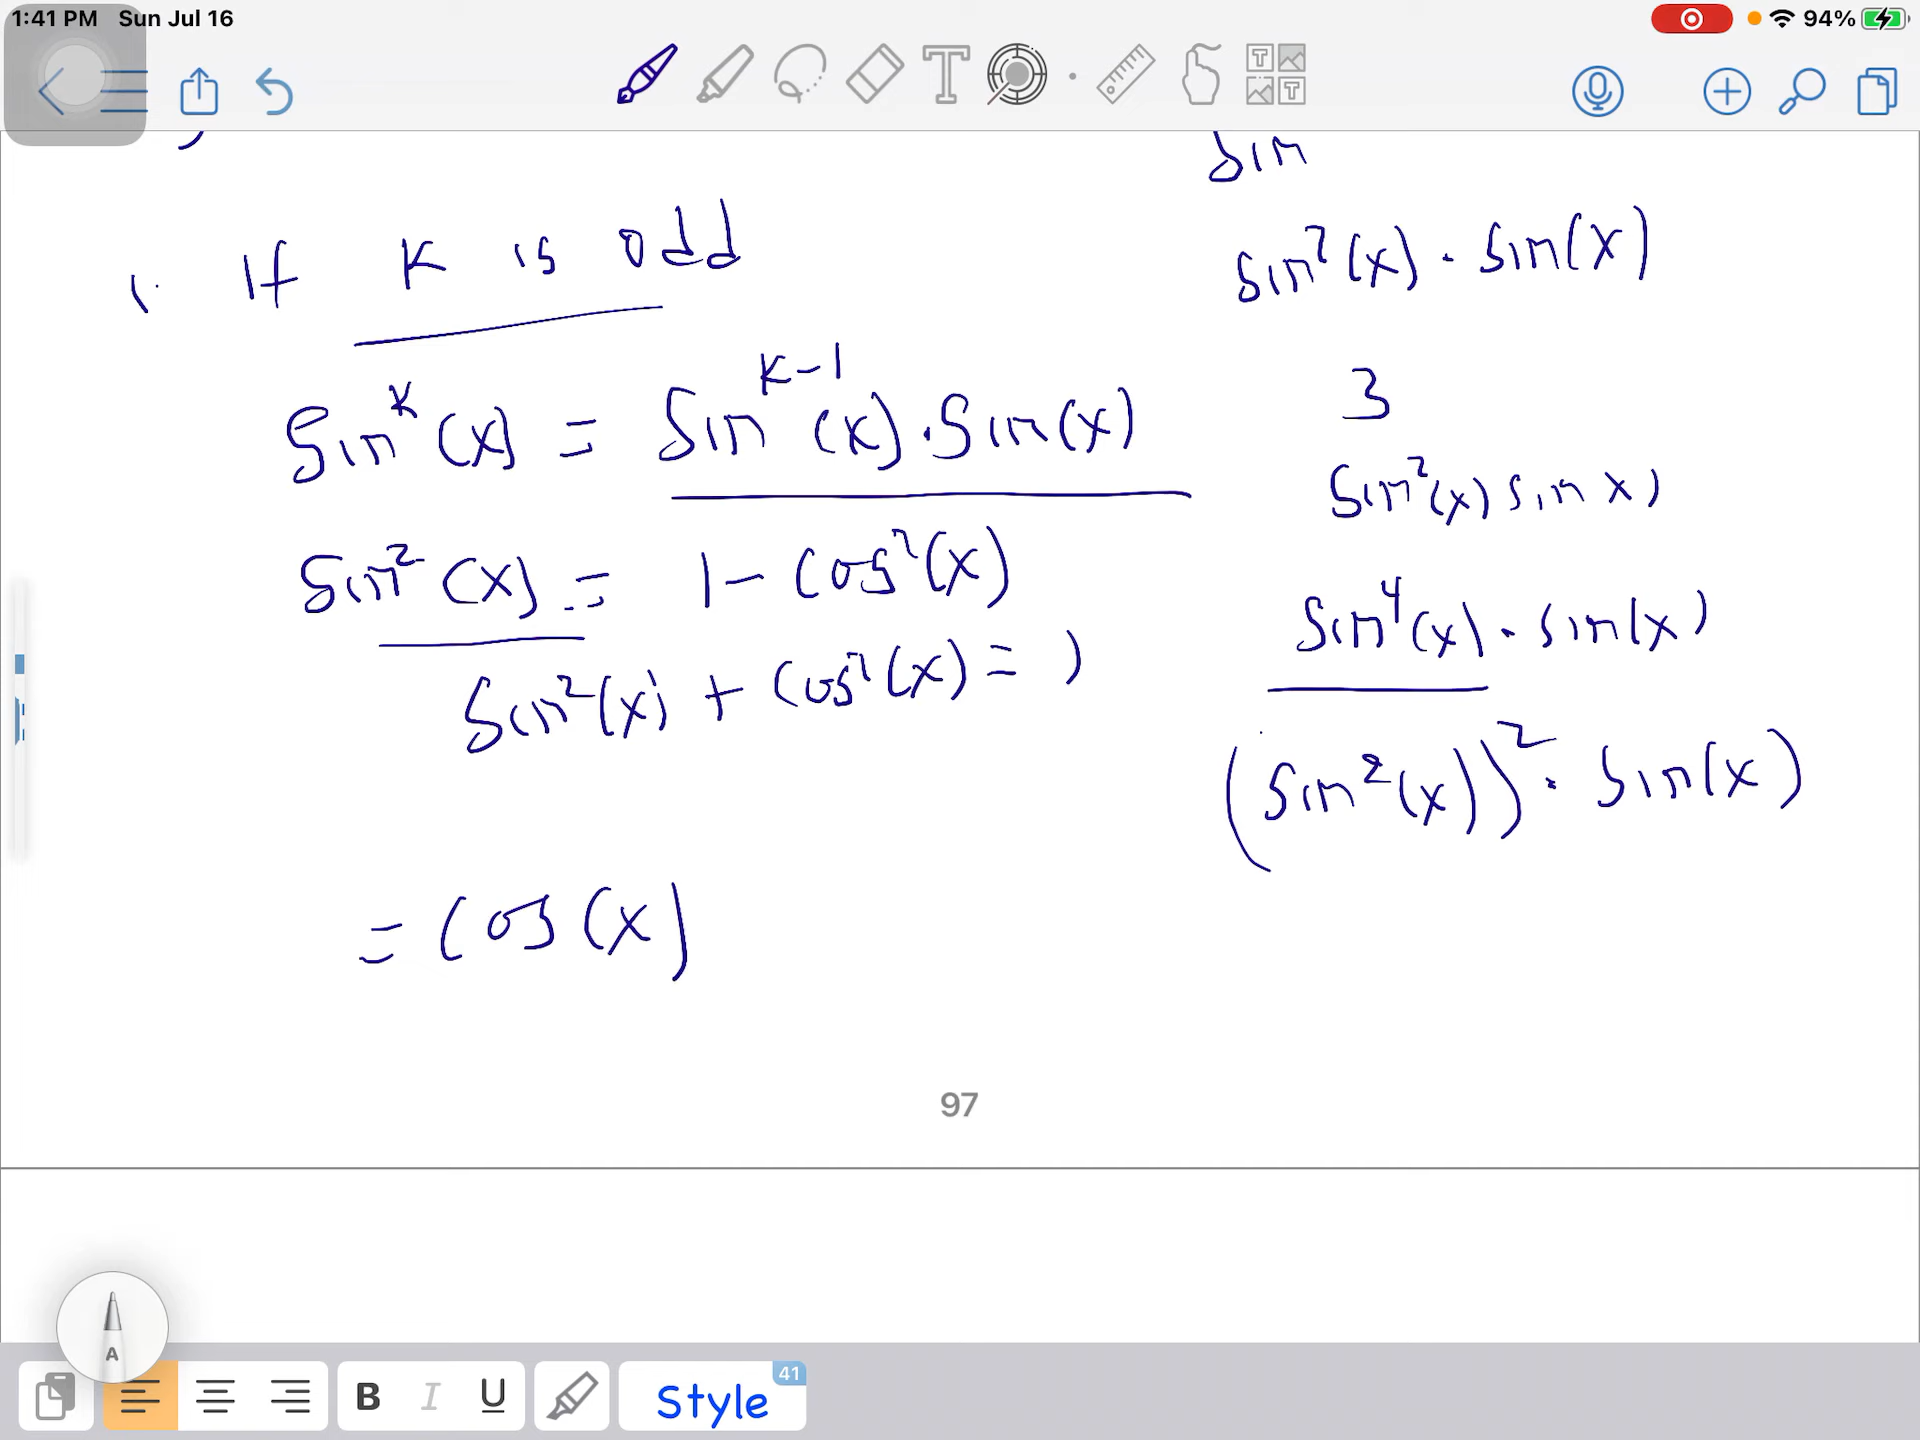 1:41 PM Sun Jul 16
94%
sin
1. If K is odd
sin²(x) · sin(x)
sin^k (x) = sin^(k-1) (x) · sin(x)
3
sin²(x) sin x)
sin² (x) = 1 - cos²(x)
sin⁴(x) · sin(x)
sin²(x) + cos²(x) = 1
(sin²(x))² · sin(x)
= cos(x)
97
A
B I U
Style
41